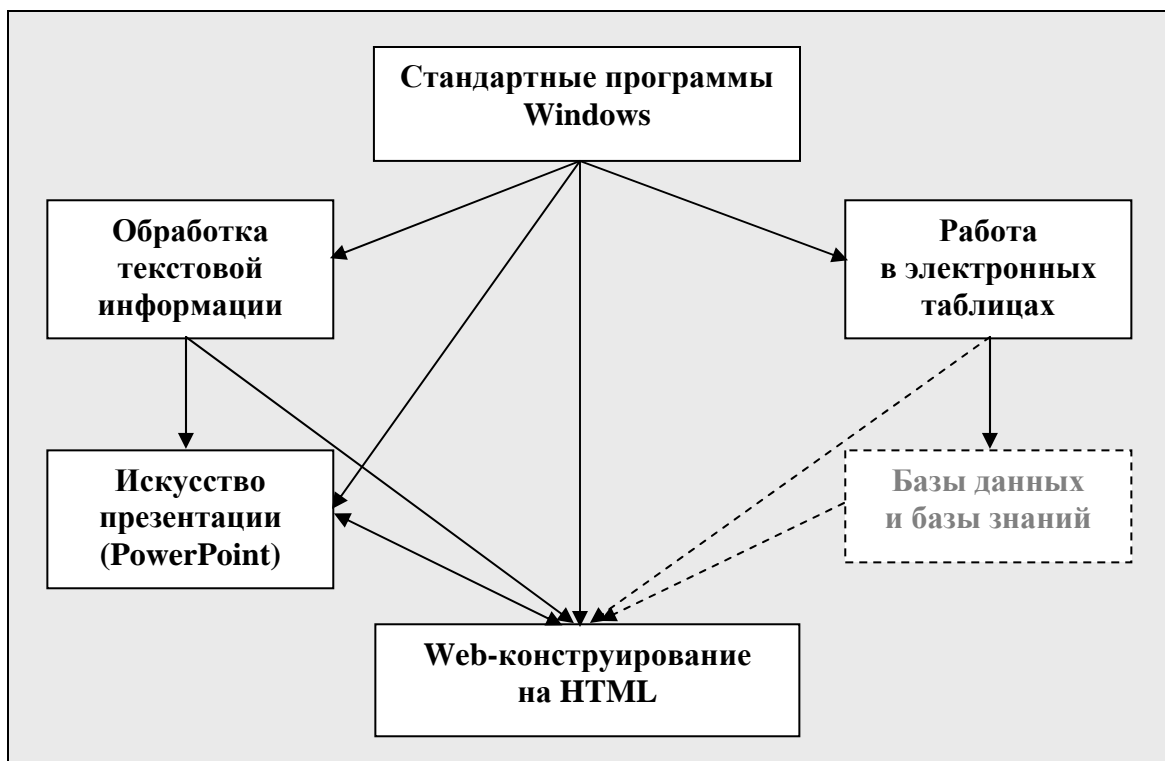 Стандартные программы
Windows
Обработка
текстовой
информации
Работа
в электронных
таблицах
Искусство
презентации
(PowerPoint)
Базы данных
и базы знаний
Web-конструирование
на HTML